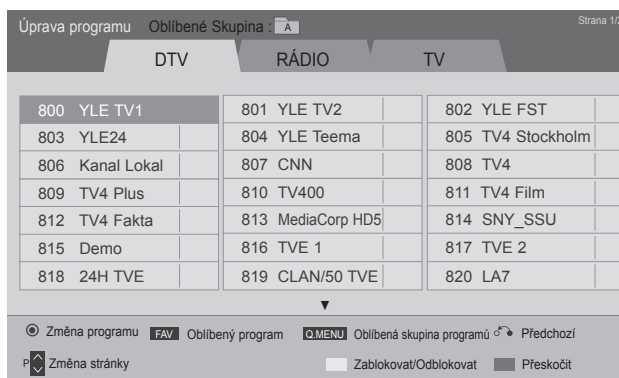 Úprava programu Oblíbené Skupina : A Strana 1/2
DTV RÁDIO TV
800 YLE TV1 801 YLE TV2 802 YLE FST
803 YLE24 804 YLE Teema 805 TV4 Stockholm
806 Kanal Lokal 807 CNN 808 TV4
809 TV4 Plus 810 TV400 811 TV4 Film
812 TV4 Fakta 813 MediaCorp HD5 814 SNY_SSU
815 Demo 816 TVE 1 817 TVE 2
818 24H TVE 819 CLAN/50 TVE 820 LA7
Změna programu FAV Oblíbený program Q.MENU Oblíbená skupina programů Předchozí
P Změna stránky Zablokovat/Odblokovat Přeskočit